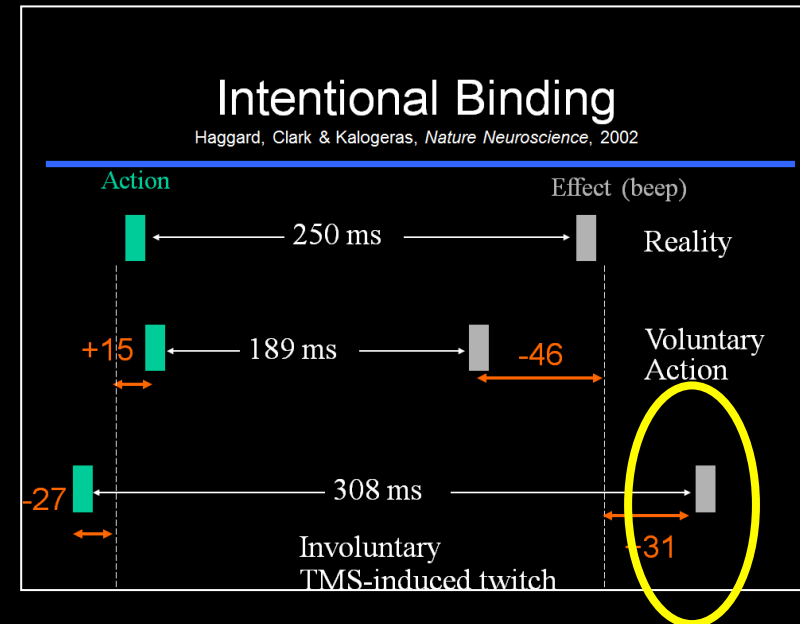 Intentional Binding
Haggard, Clark & Kalogeras, Nature Neuroscience, 2002
Action
Effect (beep)
250 ms
Reality
+15
189 ms
-46
Voluntary
Action
-27
308 ms
+31
Involuntary
TMS-induced twitch